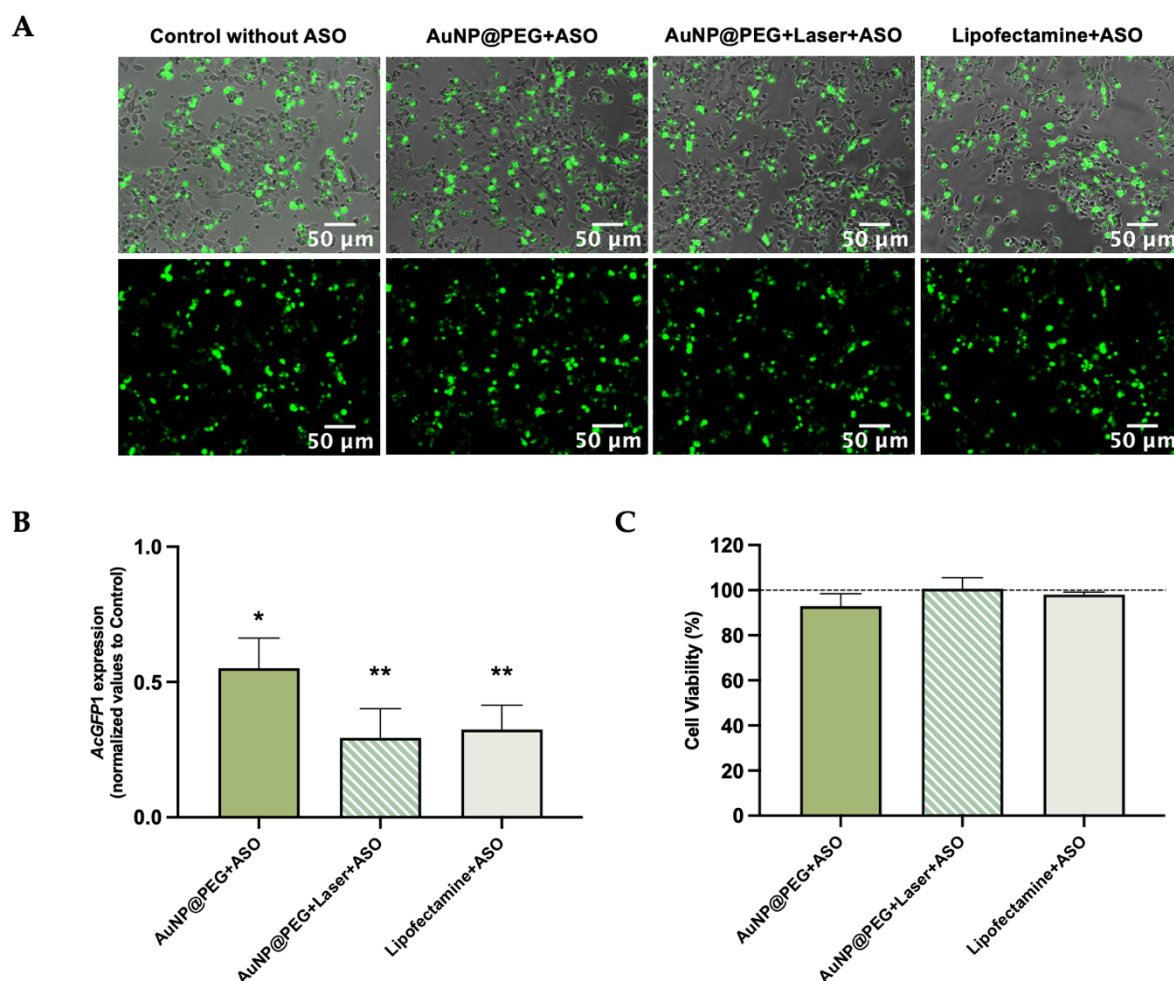 A
Control without ASO
AuNP@PEG+ASO
AuNP@PEG+Laser+ASO
Lipofectamine+ASO
50 µm
50 µm
50 µm
50 µm
50 µm
50 µm
50 µm
50 µm
B
AcGFP1 expression
(normalized values to Control)
1.0
0.5
0.0
*
**
**
AuNP@PEG+ASO
AuNP@PEG+Laser+ASO
Lipofectamine+ASO
C
Cell Viability (%)
120
100
80
60
40
20
0
AuNP@PEG+ASO
AuNP@PEG+Laser+ASO
Lipofectamine+ASO